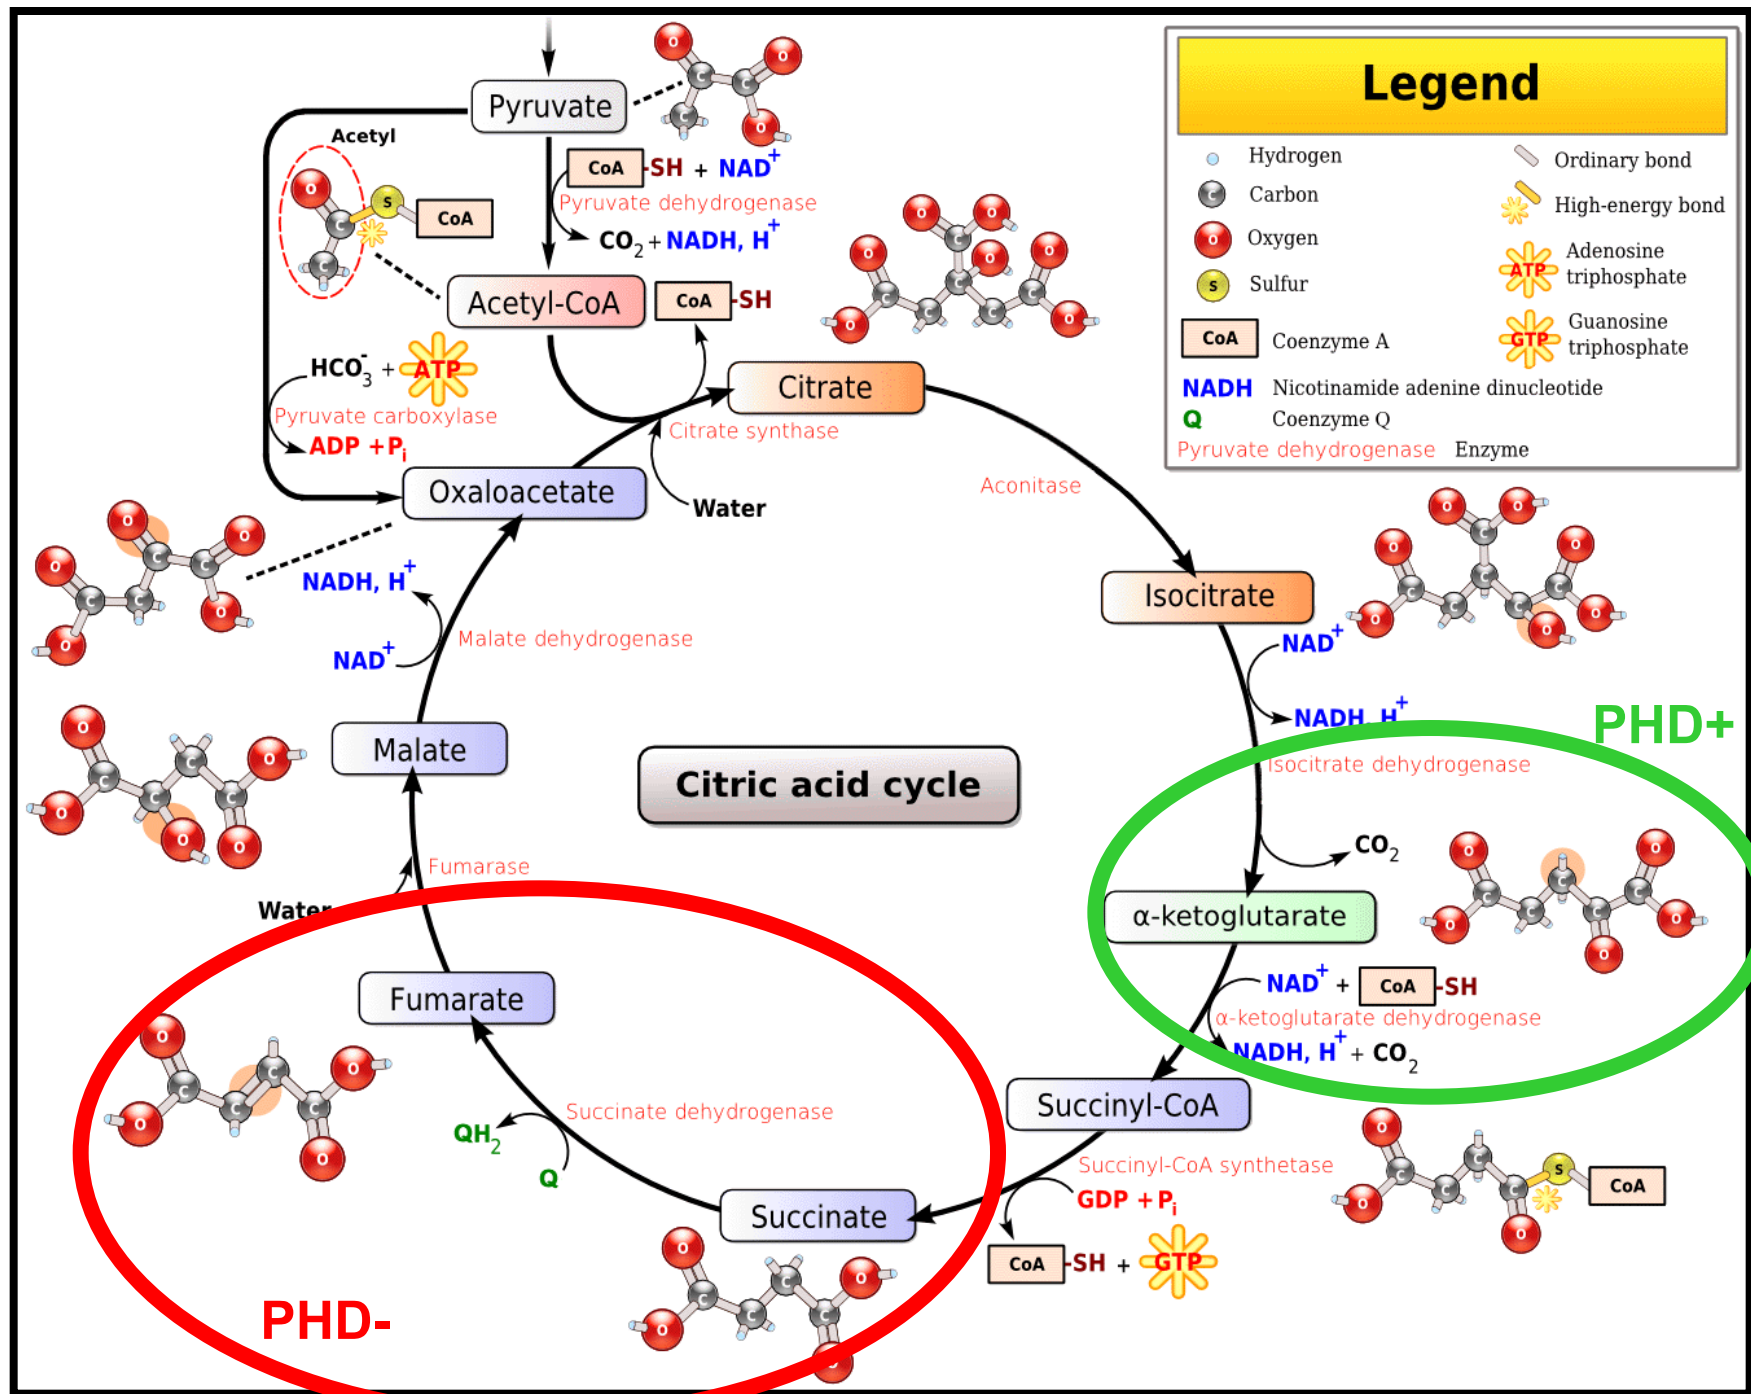 Pyruvate
Acetyl
CoA -SH + NAD+
Pyruvate dehydrogenase
CO2 + NADH, H+
S CoA
Acetyl-CoA
CoA -SH
HCO3- + ATP
Pyruvate carboxylase
ADP + Pi
Citrate
Citrate synthase
Oxaloacetate
Water
Aconitase
Isocitrate
NADH, H+
NAD+
Malate dehydrogenase
Malate
Citric acid cycle
NAD+
NADH, H+
PHD+
Isocitrate dehydrogenase
CO2
α-ketoglutarate
NAD+ + CoA -SH
α-ketoglutarate dehydrogenase
NADH, H+ + CO2
Fumarase
Water
Fumarate
Succinate dehydrogenase
QH2
Q
Succinyl-CoA
Succinyl-CoA synthetase
GDP + Pi
CoA -SH + GTP
S CoA
Succinate
PHD-
Legend
Hydrogen
C Carbon
O Oxygen
S Sulfur
CoA Coenzyme A
Ordinary bond
High-energy bond
ATP Adenosine
triphosphate
GTP Guanosine
triphosphate
NADH Nicotinamide adenine dinucleotide
Q Coenzyme Q
Pyruvate dehydrogenase Enzyme